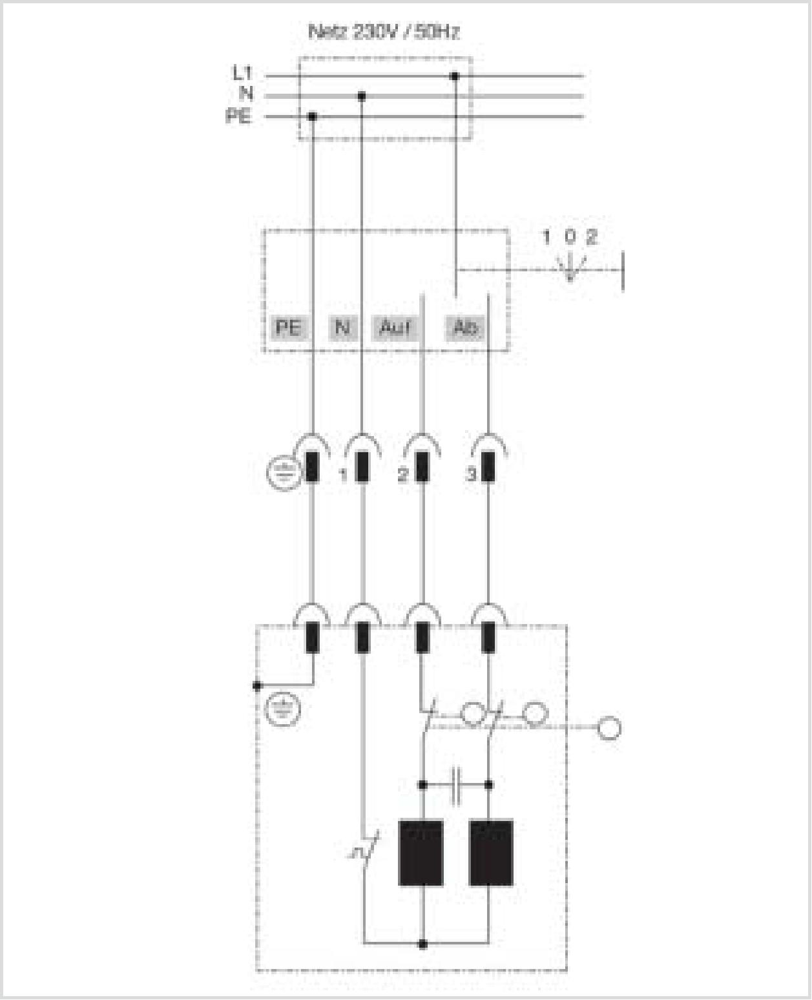 Netz 230V / 50Hz
L1
N
PE
1 0 2
PE N Auf Ab
1 2 3